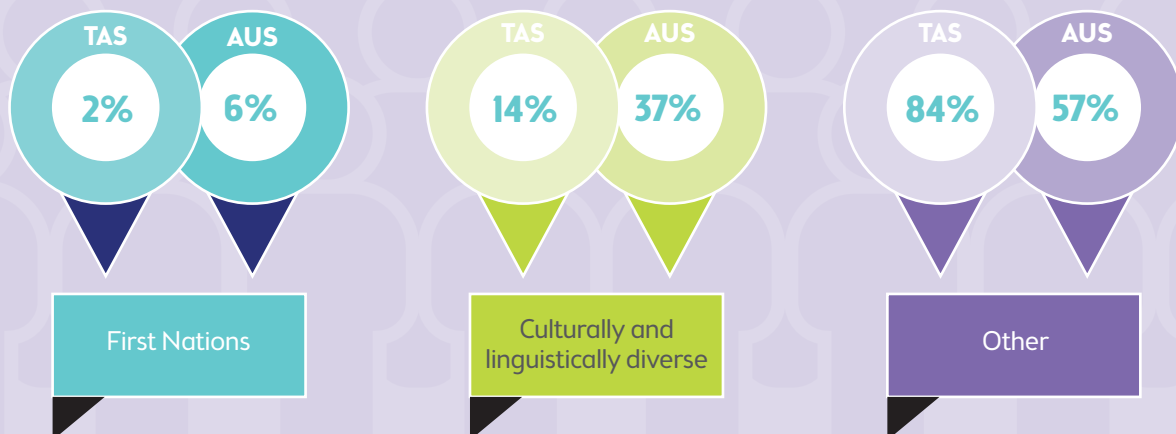 TAS
AUS
2%
6%
First Nations
TAS
AUS
14%
37%
Culturally and
linguistically diverse
TAS
AUS
84%
57%
Other